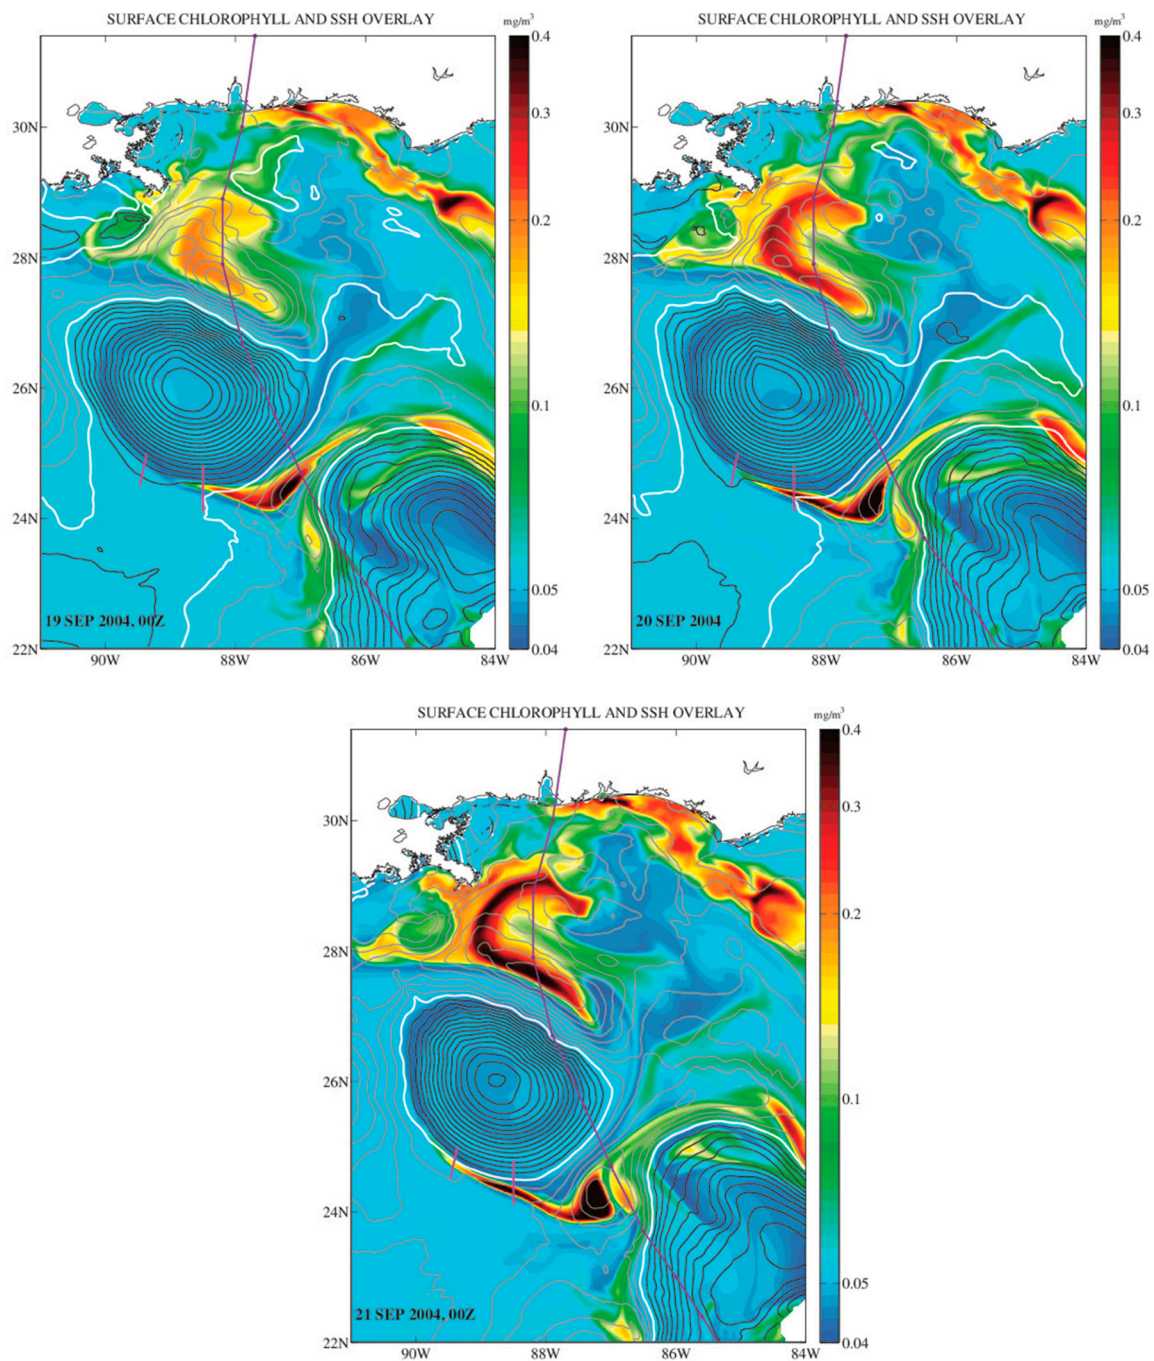 SURFACE CHLOROPHYLL AND SSH OVERLAY
mg/m³
0.4
0.3
0.2
0.1
0.05
0.04
30N
28N
26N
24N
22N
90W
88W
86W
84W
19 SEP 2004, 00Z
SURFACE CHLOROPHYLL AND SSH OVERLAY
mg/m³
0.4
0.3
0.2
0.1
0.05
0.04
30N
28N
26N
24N
22N
90W
88W
86W
84W
20 SEP 2004
SURFACE CHLOROPHYLL AND SSH OVERLAY
mg/m³
0.4
0.3
0.2
0.1
0.05
0.04
30N
28N
26N
24N
22N
90W
88W
86W
84W
21 SEP 2004, 00Z